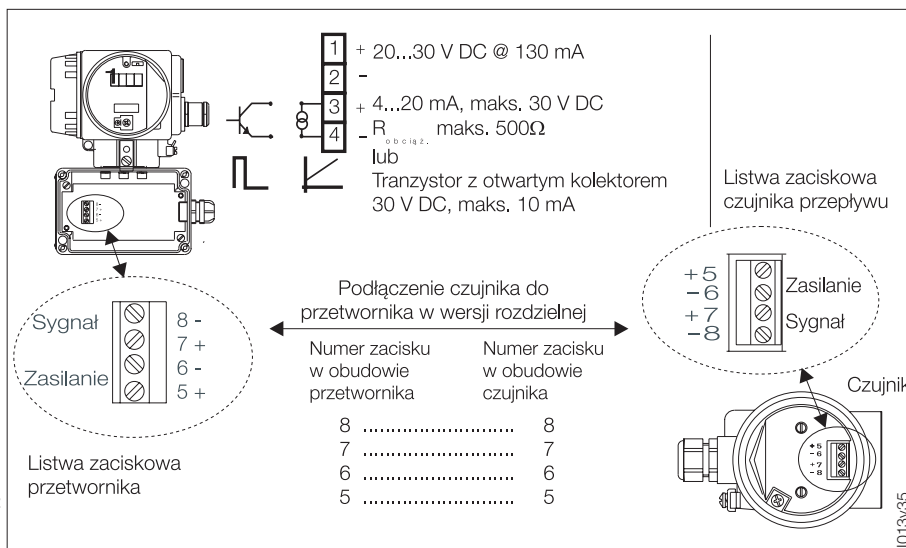 1 + 20...30 V DC @ 130 mA
2 -
3 + 4...20 mA, maks. 30 V DC
4 - R obciąż. maks. 500Ω
lub
Tranzystor z otwartym kolektorem
30 V DC, maks. 10 mA
Listwa zaciskowa
czujnika przepływu
+5
-6
+7
-8
Zasilanie
Sygnał
Podłączenie czujnika do
przetwornika w wersji rozdzielnej
Sygnał
Zasilanie
8 -
7 +
6 -
5 +
Numer zacisku
w obudowie
przetwornika
Numer zacisku
w obudowie
czujnika
8 .......................... 8
7 .......................... 7
6 .......................... 6
5 .......................... 5
Listwa zaciskowa
przetwornika
Czujnik
+5
-6
+7
-8